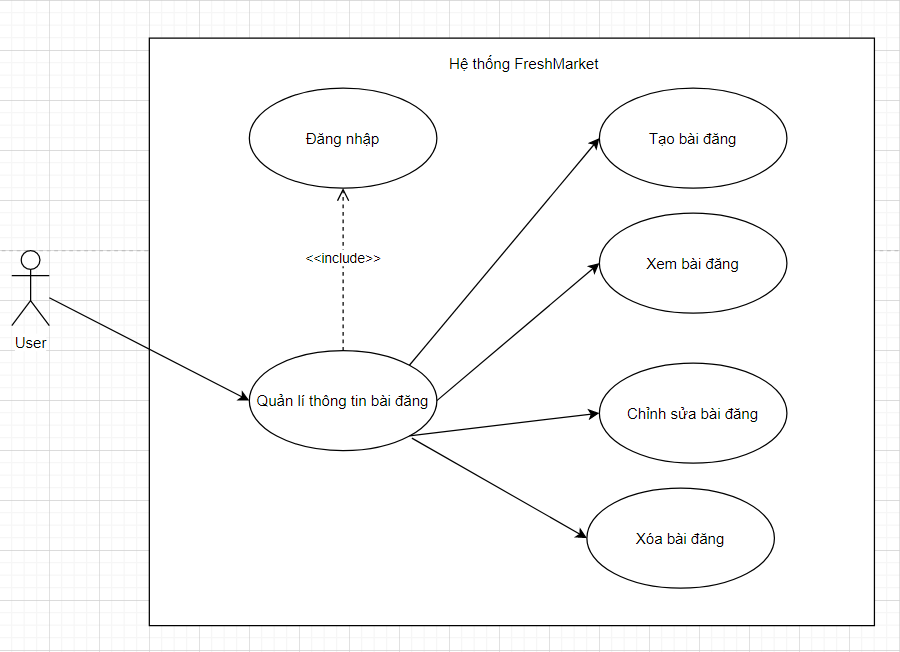 Hệ thống FreshMarket
Đăng nhập
Tạo bài đăng
<<include>>
Xem bài đăng
User
Quản lí thông tin bài đăng
Chỉnh sửa bài đăng
Xóa bài đăng